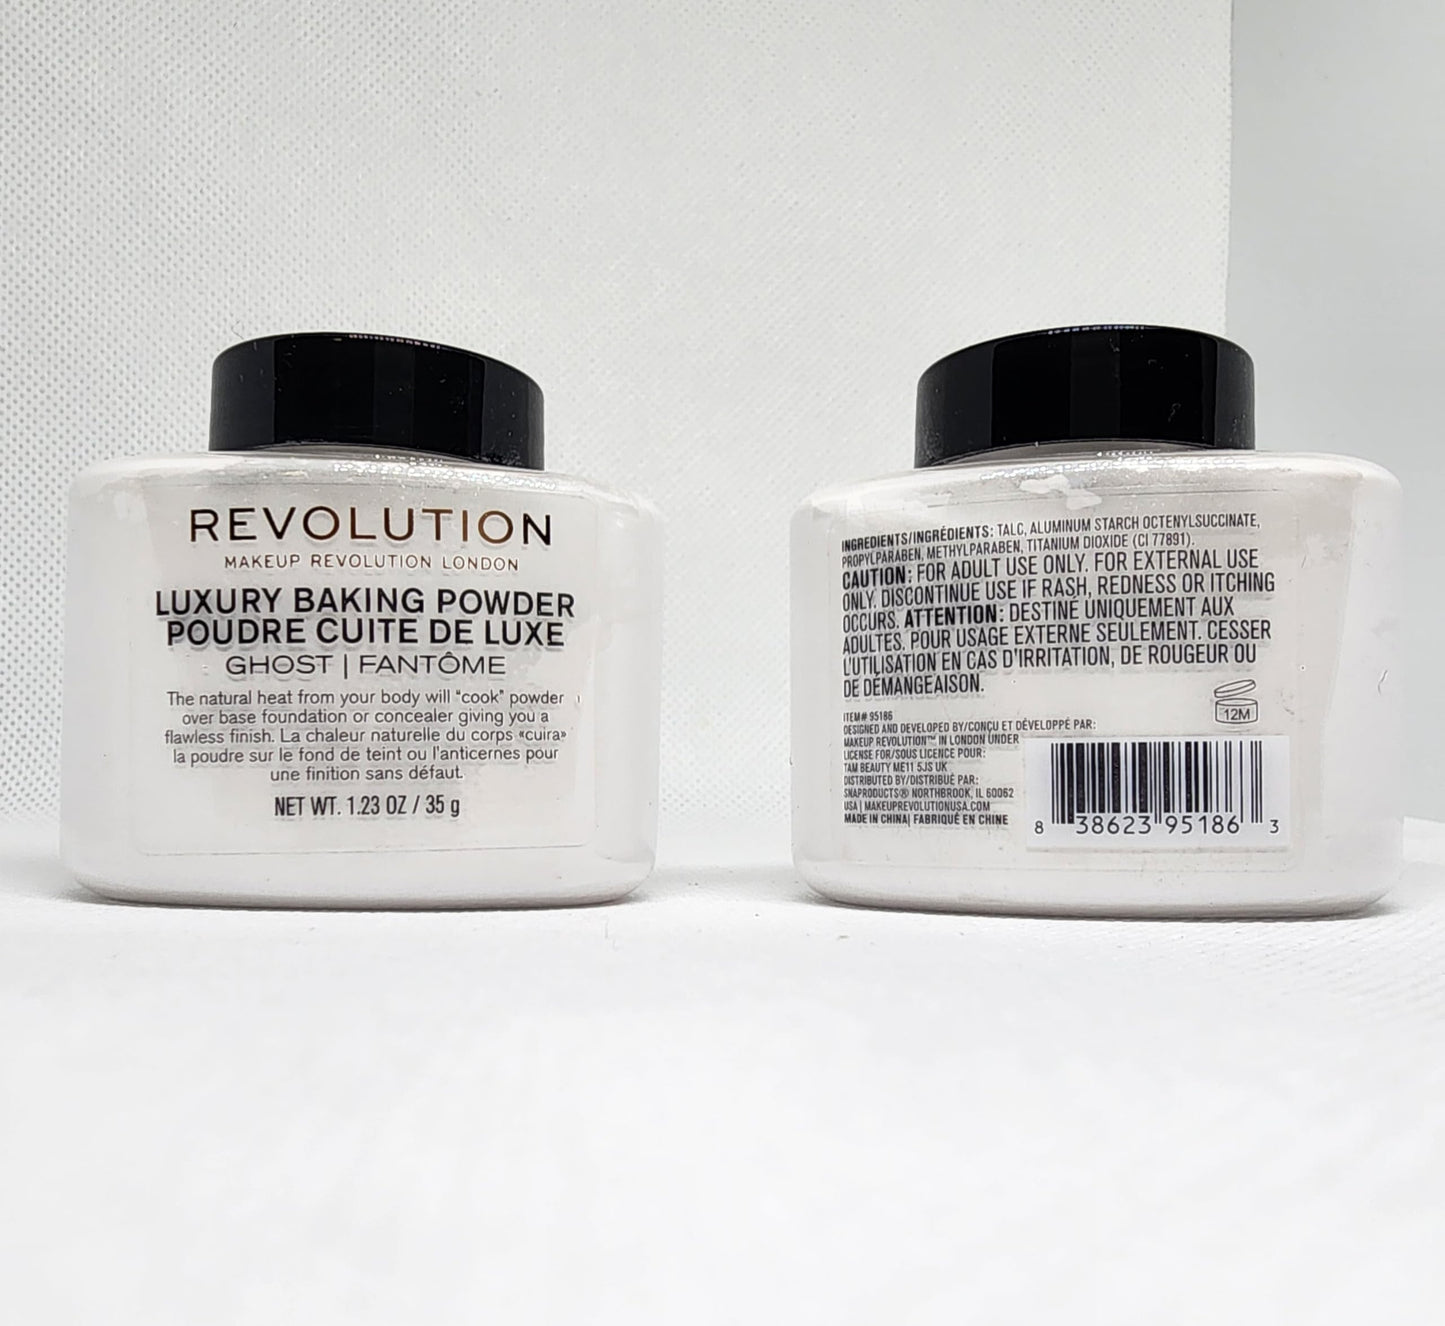 REVOLUTION
MAKEUP REVOLUTION LONDON
LUXURY BAKING POWDER
POUDRE CUITE DE LUXE
GHOST | FANTÔME
The natural heat from your body will "cook" powder
over base foundation or concealer giving you a
flawless finish. La chaleur naturelle du corps «cuira»
la poudre sur le fond de teint ou l'anticernes pour
une finition sans défaut.
NET WT. 1.23 OZ / 35 g
INGREDIENTS/INGRÉDIENTS: TALC, ALUMINUM STARCH OCTENYLSUCCINATE,
PROPYLPARABEN, METHYLPARABEN, TITANIUM DIOXIDE (CI 77891).
CAUTION: FOR ADULT USE ONLY. FOR EXTERNAL USE
ONLY. DISCONTINUE USE IF RASH, REDNESS OR ITCHING
OCCURS. ATTENTION: DESTINÉ UNIQUEMENT AUX
ADULTES. POUR USAGE EXTERNE SEULEMENT. CESSER
L'UTILISATION EN CAS D'IRRITATION, DE ROUGEUR OU
DE DÉMANGEAISON.
12M
ITEM# 95186
DESIGNED AND DEVELOPED BY/CONÇU ET DÉVELOPPÉ PAR:
MAKEUP REVOLUTION™ IN LONDON UNDER
LICENSE FOR/SOUS LICENCE POUR:
TAM BEAUTY ME11 5JS UK
DISTRIBUTED BY/DISTRIBUÉ PAR:
SNAPRODUCTS® NORTHBROOK, IL 60062
USA | MAKEUPREVOLUTIONUSA.COM
MADE IN CHINA| FABRIQUÉ EN CHINE
8 38623 95186 3